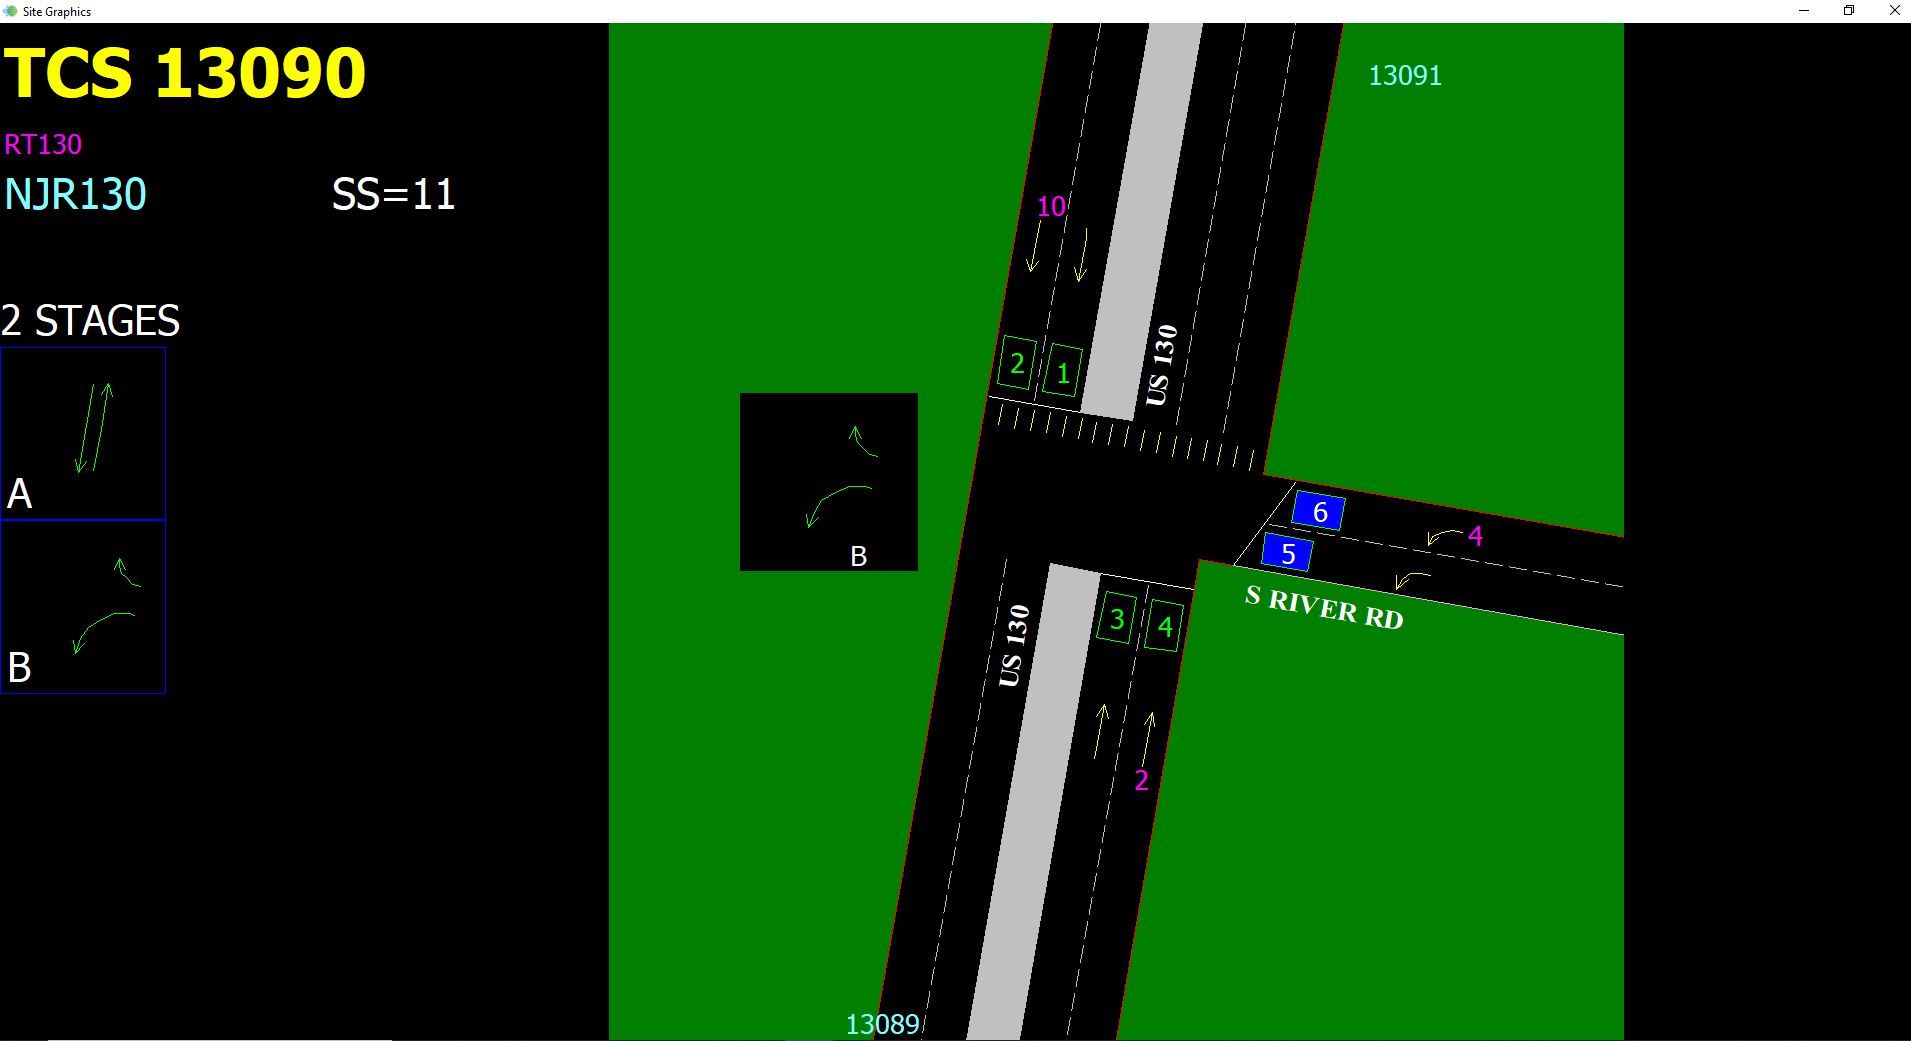 Site Graphics
TCS 13090
RT130
NJR130 SS=11
2 STAGES
A
B
B
13091
10
2 1
US 130
6
4
5
S RIVER RD
US 130
3 4
2
13089